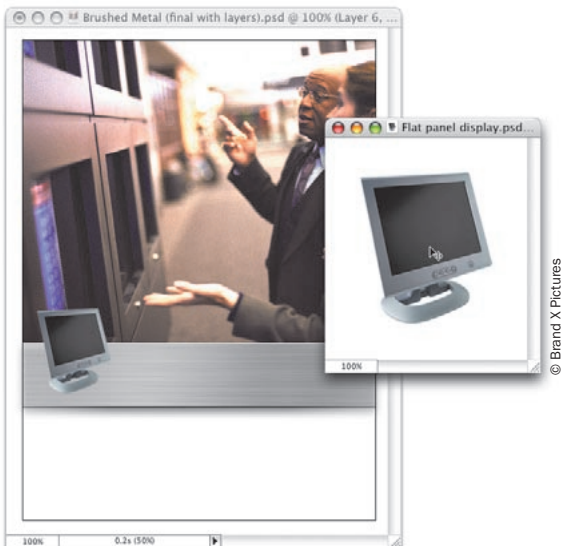 Brushed Metal (final with layers).psd @ 100% (Layer 6, ...
Flat panel display.psd...
100%
© Brand X Pictures
100%
0.2s (50%)